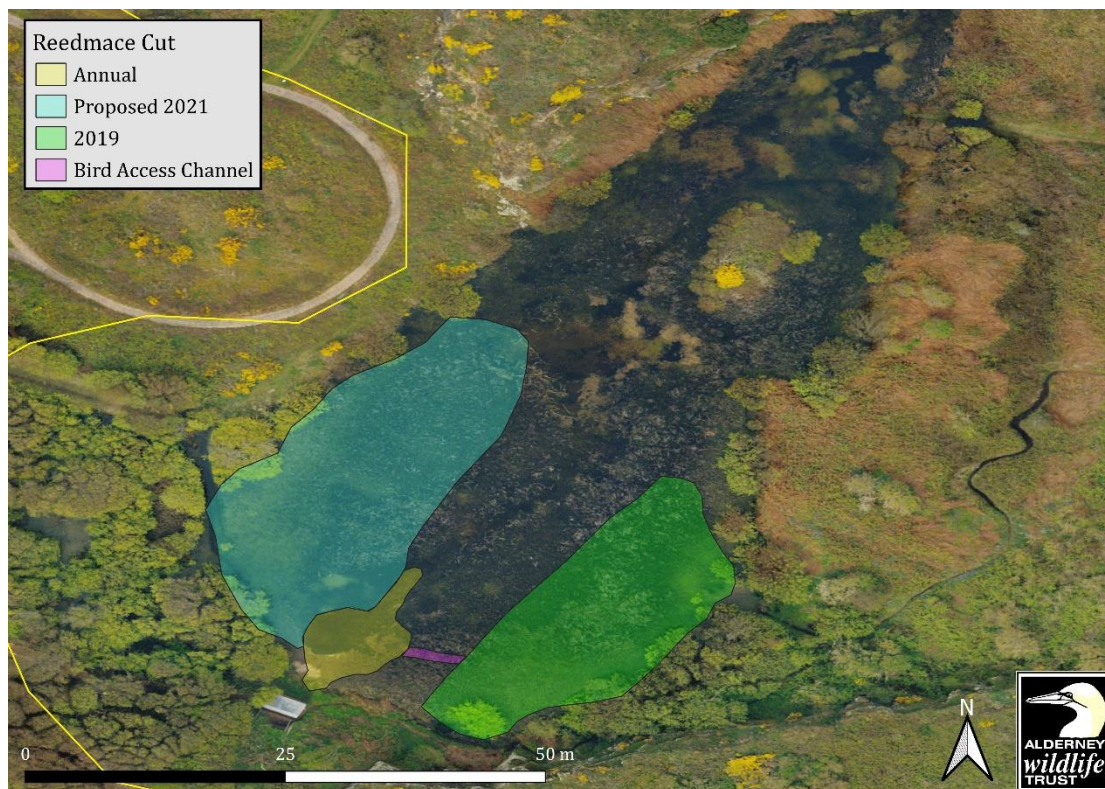 Reedmace Cut
Annual
Proposed 2021
2019
Bird Access Channel
0
25
50 m
N
ALDERNEY
wildlife
TRUST